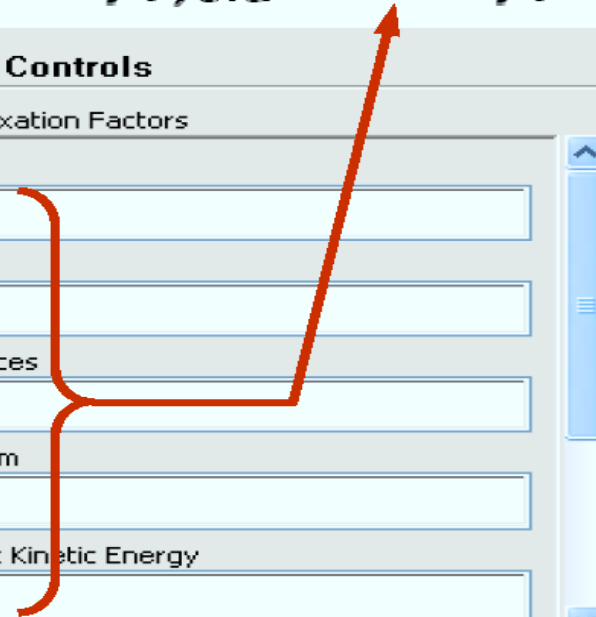 Controls
xation Factors
ces
m
t Kinetic Energy